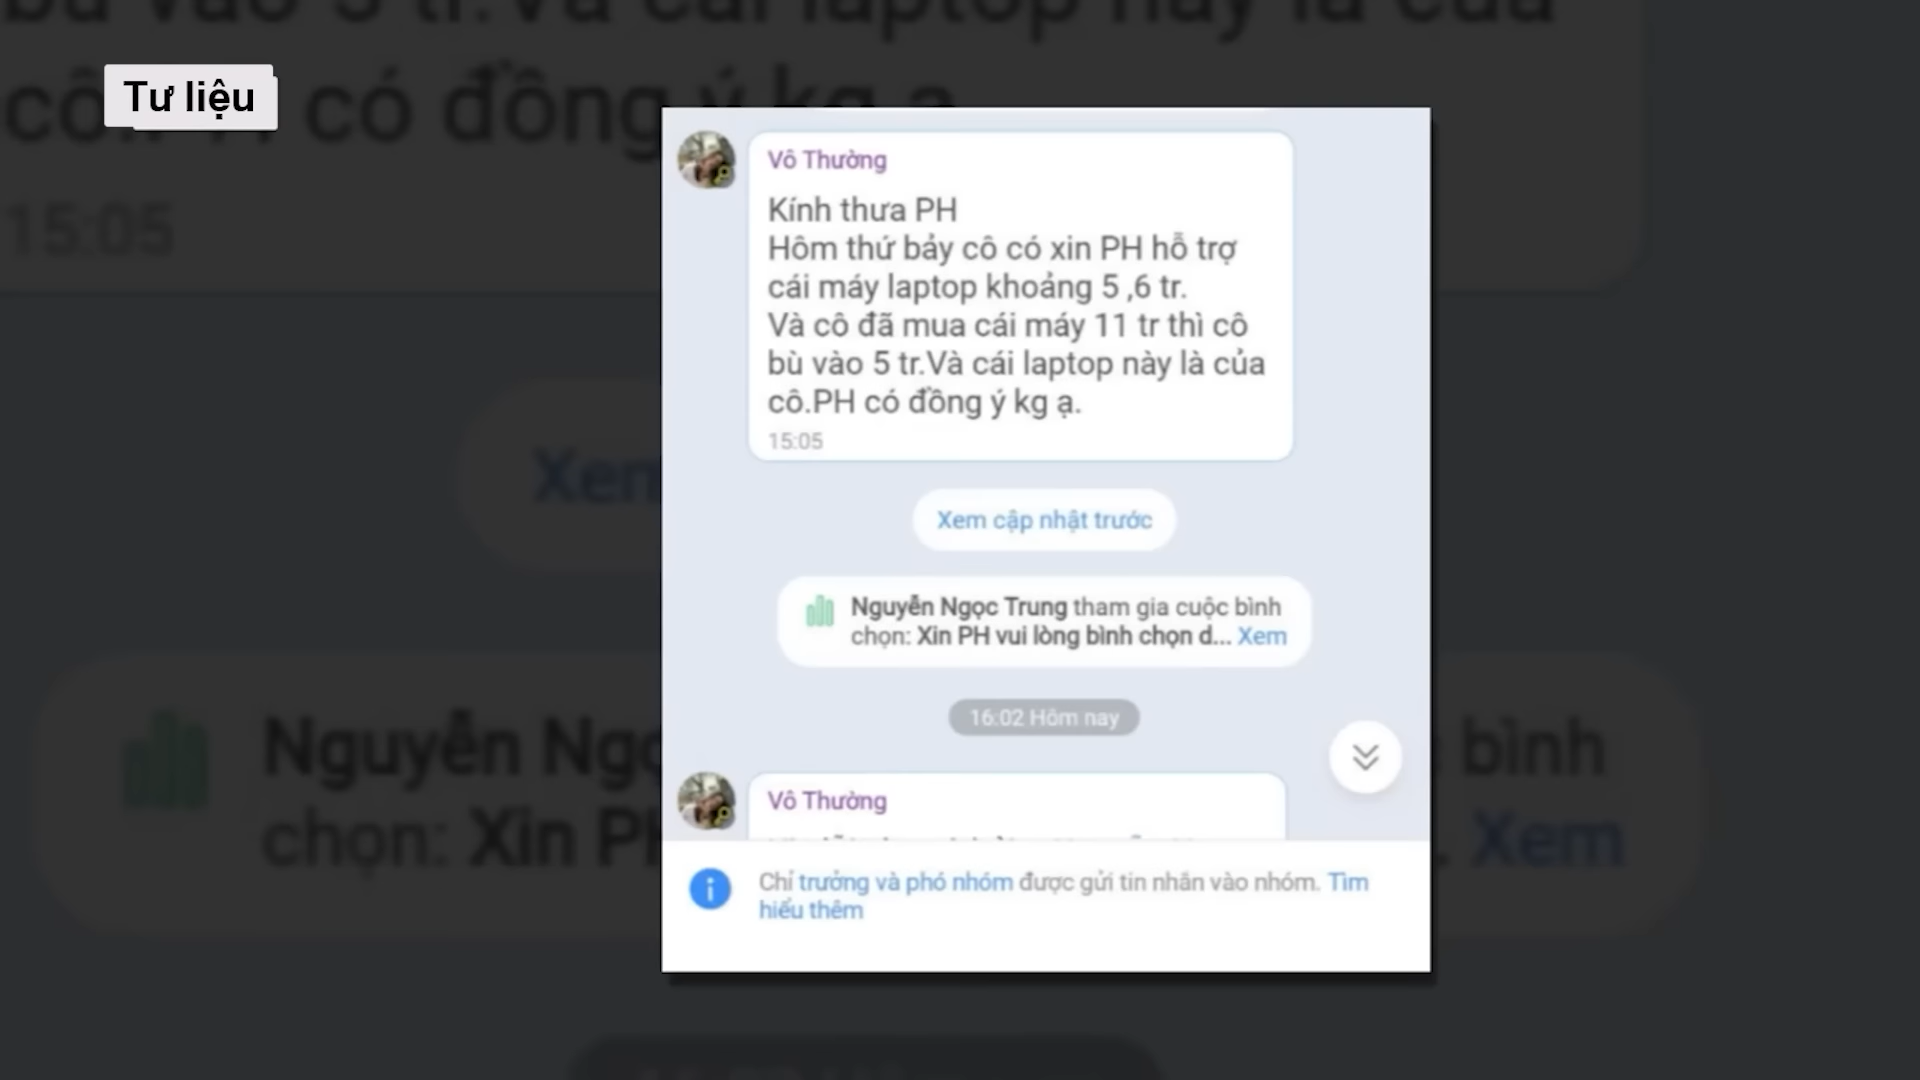 Tư liệu
Vô Thường
Kính thưa PH
Hôm thứ bảy cô có xin PH hỗ trợ
cái máy laptop khoảng 5 ,6 tr.
Và cô đã mua cái máy 11 tr thì cô
bù vào 5 tr.Và cái laptop này là của
cô.PH có đồng ý kg ạ.
15:05
Xem cập nhật trước
Nguyễn Ngọc Trung tham gia cuộc bình
chọn: Xin PH vui lòng bình chọn d... Xem
16:02 Hôm nay
Vô Thường
Chỉ trưởng và phó nhóm được gửi tin nhắn vào nhóm. Tìm
hiểu thêm